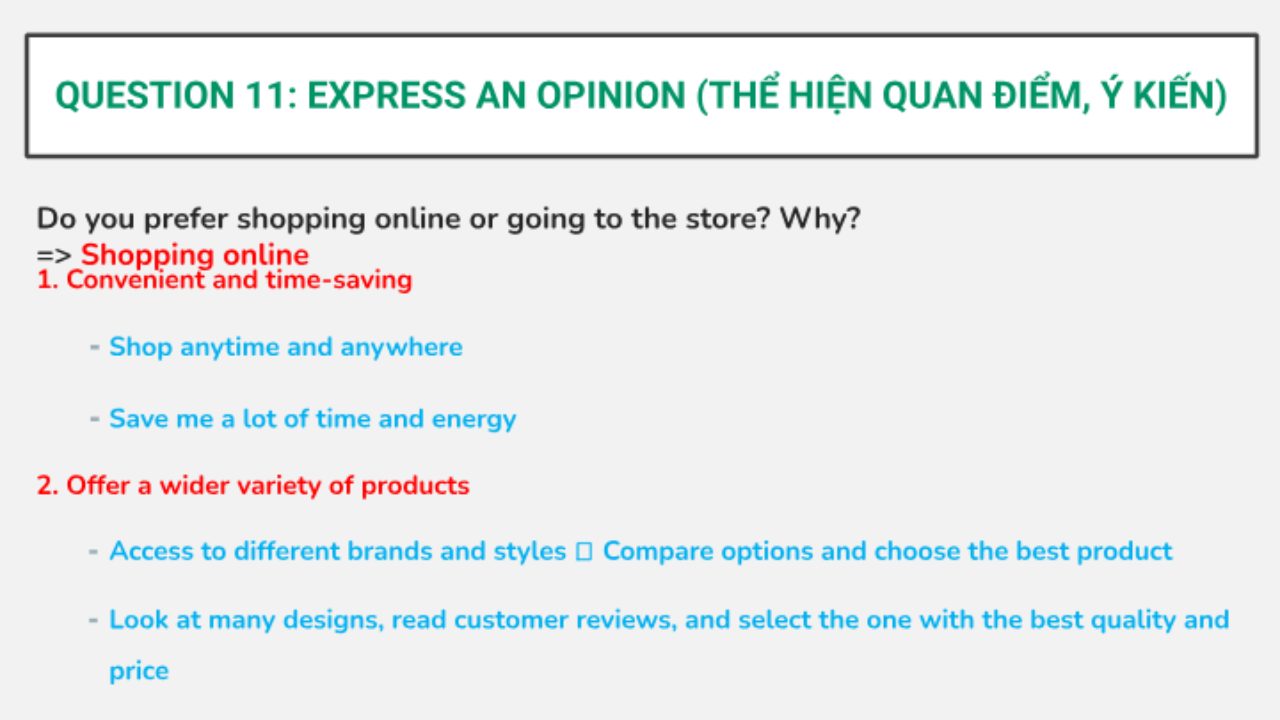 QUESTION 11: EXPRESS AN OPINION (THỂ HIỆN QUAN ĐIỂM, Ý KIẾN)
Do you prefer shopping online or going to the store? Why?
=> Shopping online
1. Convenient and time-saving
- Shop anytime and anywhere
- Save me a lot of time and energy
2. Offer a wider variety of products
- Access to different brands and styles □ Compare options and choose the best product
- Look at many designs, read customer reviews, and select the one with the best quality and
price